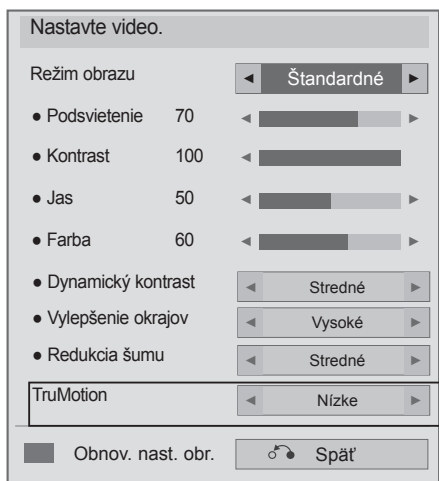 Nastavte video.
Režim obrazu ◄ Štandardné ►
● Podsvietenie 70 ◄ ►
● Kontrast 100 ◄
● Jas 50 ◄ ►
● Farba 60 ◄ ►
● Dynamický kontrast ◄ Stredné ►
● Vylepšenie okrajov ◄ Vysoké ►
● Redukcia šumu ◄ Stredné ►
TruMotion ◄ Nízke ►
Obnov. nast. obr. Späť